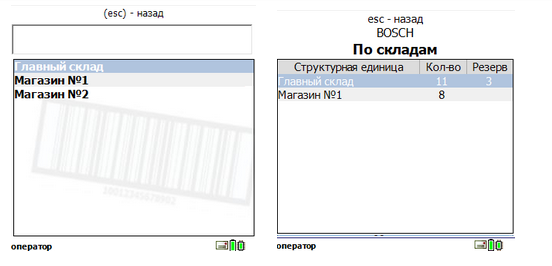 (esc) - назад
Главный склад
Магазин №1
Магазин №2
оператор
esc - назад
BOSCH
По складам
Структурная единица Кол-во Резерв
Главный склад 11 3
Магазин №1 8
оператор